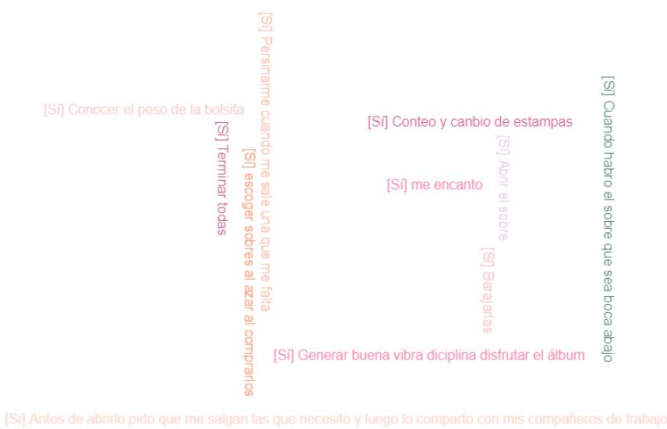 [Sí] Persinarme cuando me sale una que me falta
[Sí] Conocer el peso de la bolsita
[Sí] Cuando habro el sobre que sea boca abajo
[Sí] Conteo y canbio de estampas
[Sí] Terminar todas
[Sí] Abrir el sobre
[Sí] escoger sobres al azar al comprarlos
[Sí] me encanto
[Sí] Barajarlas
[Sí] Generar buena vibra diciplina disfrutar el álbum
[Sí] Antes de abrirlo pido que me salgan las que necesito y luego lo comparto con mis compañeros de trabajo